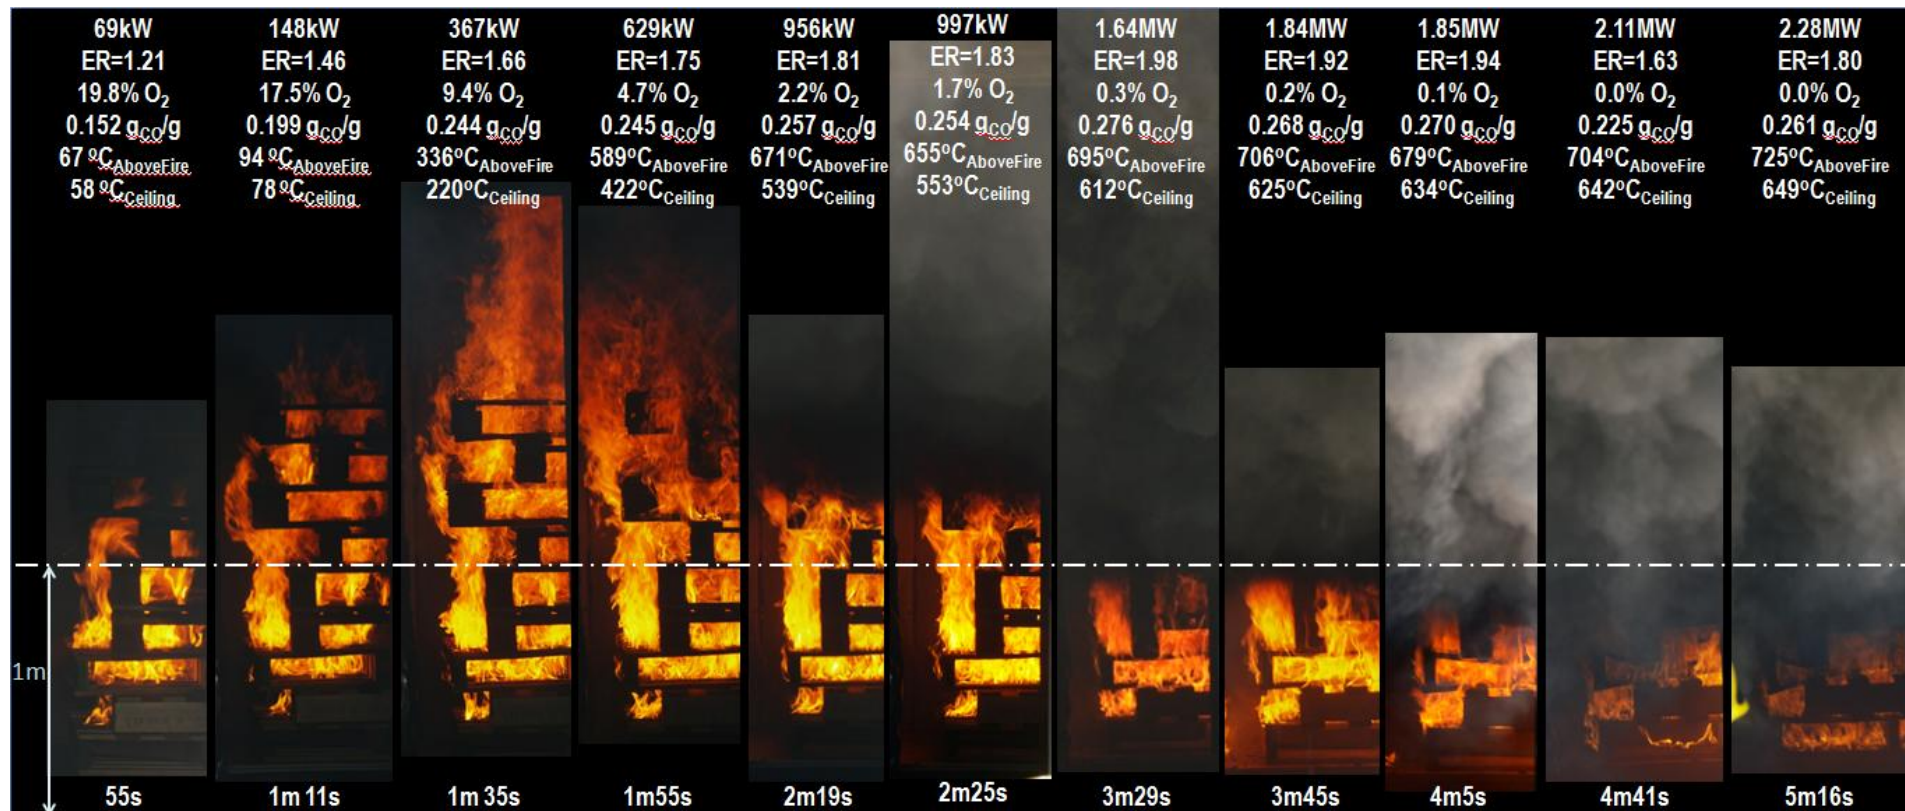 69kW
ER=1.21
19.8% O₂
0.152 gCO/g
67 ºCAboveFire
58 ºCCeiling
148kW
ER=1.46
17.5% O₂
0.199 gCO/g
94 ºCAboveFire
78 ºCCeiling
367kW
ER=1.66
9.4% O₂
0.244 gCO/g
336ºCAboveFire
220ºCCeiling
629kW
ER=1.75
4.7% O₂
0.245 gCO/g
589ºCAboveFire
422ºCCeiling
956kW
ER=1.81
2.2% O₂
0.257 gCO/g
671ºCAboveFire
539ºCCeiling
997kW
ER=1.83
1.7% O₂
0.254 gCO/g
655ºCAboveFire
553ºCCeiling
1.64MW
ER=1.98
0.3% O₂
0.276 gCO/g
695ºCAboveFire
612ºCCeiling
1.84MW
ER=1.92
0.2% O₂
0.268 gCO/g
706ºCAboveFire
625ºCCeiling
1.85MW
ER=1.94
0.1% O₂
0.270 gCO/g
679ºCAboveFire
634ºCCeiling
2.11MW
ER=1.63
0.0% O₂
0.225 gCO/g
704ºCAboveFire
642ºCCeiling
2.28MW
ER=1.80
0.0% O₂
0.261 gCO/g
725ºCAboveFire
649ºCCeiling
1m
55s
1m 11s
1m 35s
1m55s
2m19s
2m25s
3m29s
3m45s
4m5s
4m41s
5m16s